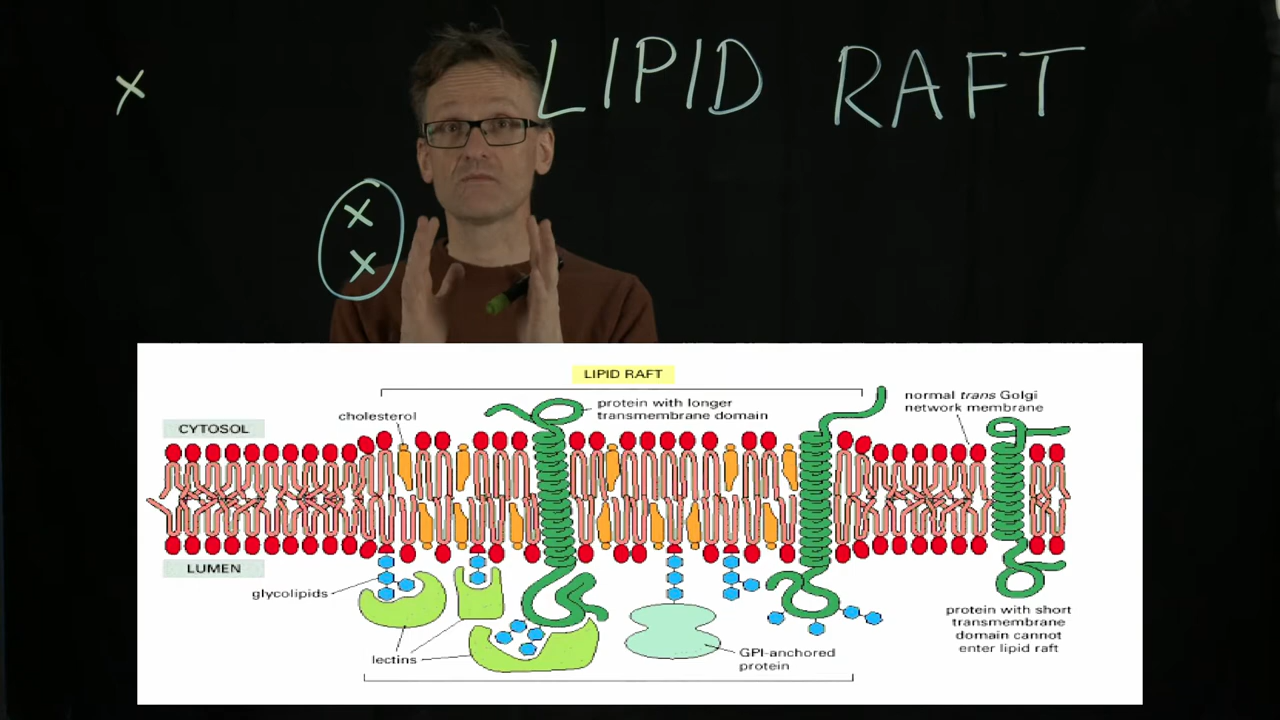 LIPID RAFT
x
x
x
LIPID RAFT
CYTOSOL
cholesterol
protein with longer
transmembrane domain
normal trans Golgi
network membrane
LUMEN
glycolipids
lectins
GPI-anchored
protein
protein with short
transmembrane
domain cannot
enter lipid raft